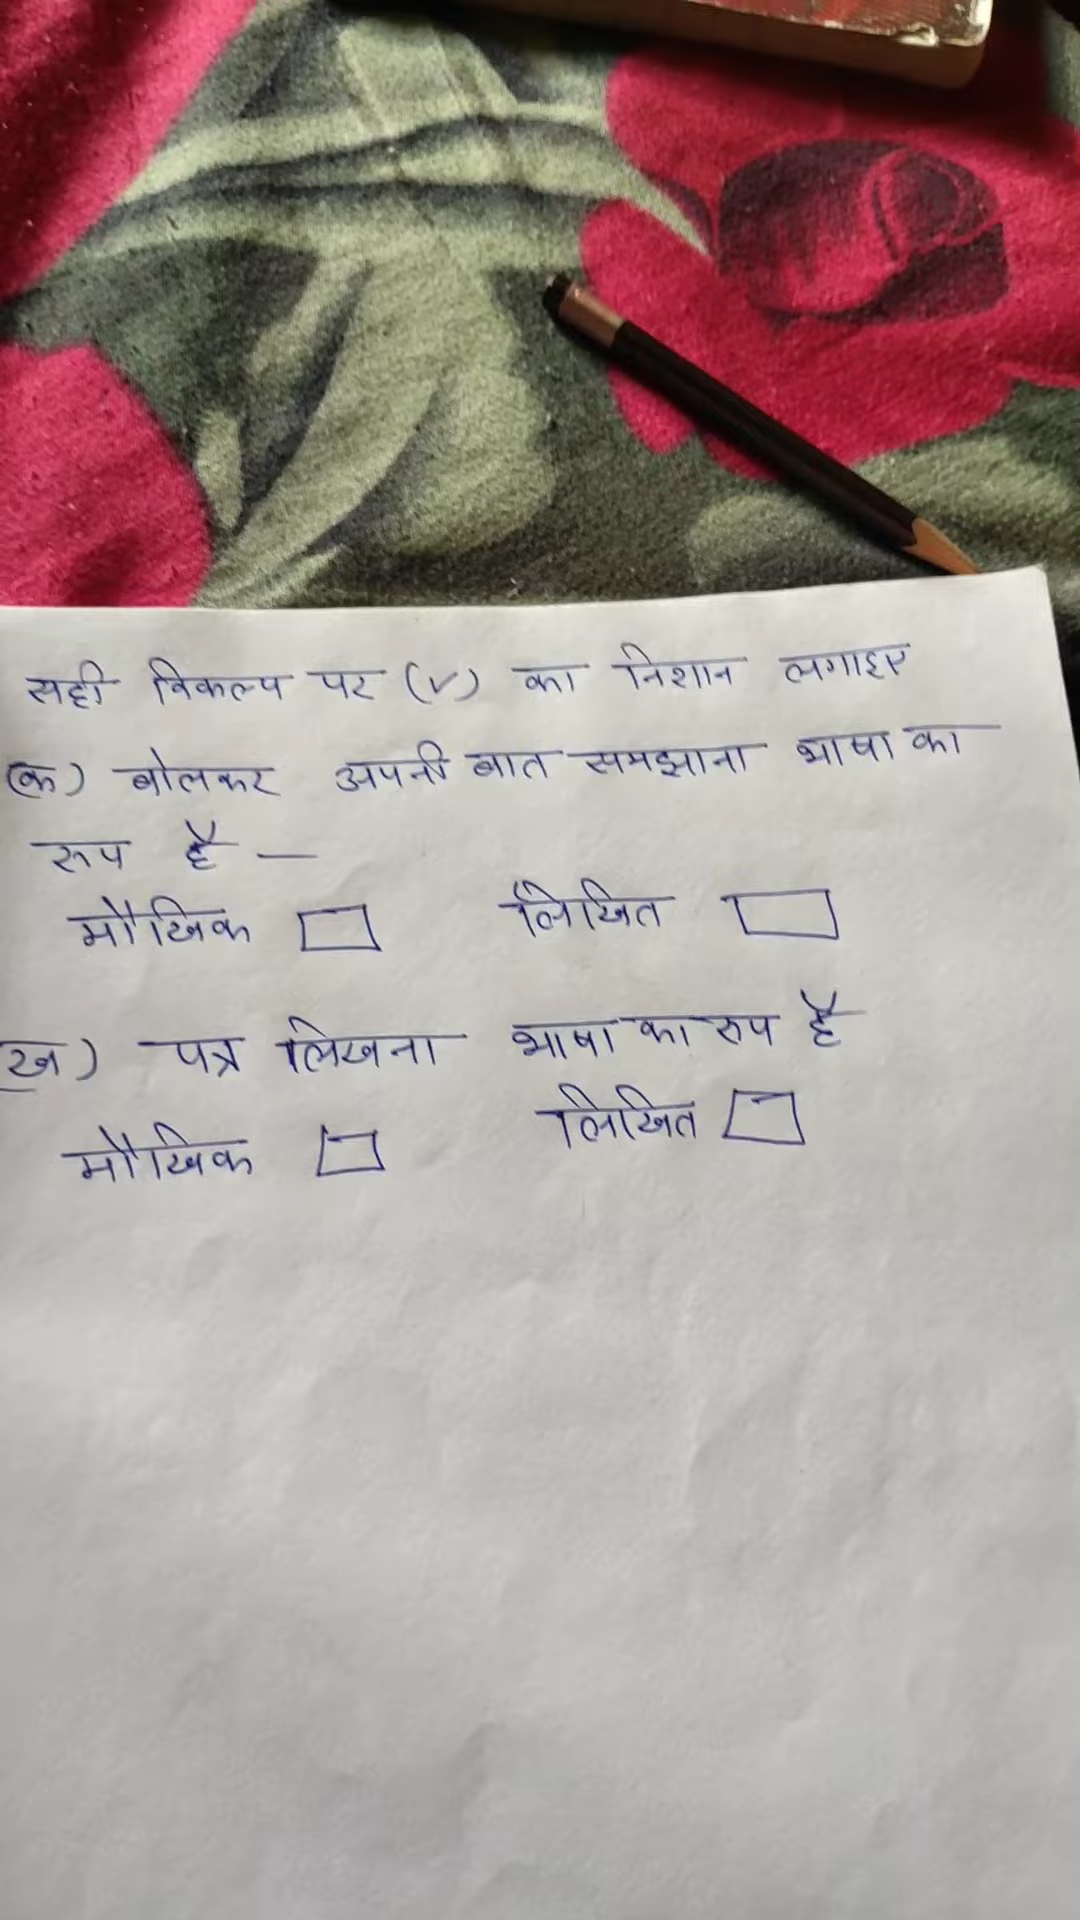 सही विकल्प पर (✓) का निशान लगाइए
(क) बोलकर अपनी बात समझाना भाषा का
रूप है —
मौखिक □ लिखित □
ख) पत्र लिखना भाषा का रुप है
मौखिक □ लिखित □